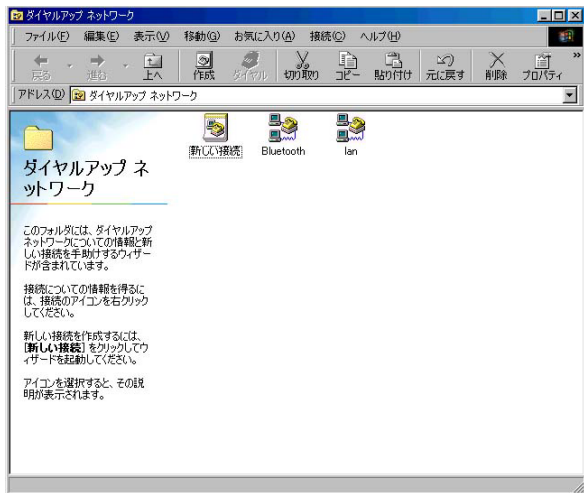 ダイヤルアップ ネットワーク
ファイル(F) 編集(E) 表示(V) 移動(G) お気に入り(A) 接続(C) ヘルプ(H)
戻る 進む 上へ 作成 ダイヤル 切り取り コピー 貼り付け 元に戻す 削除 プロパティ »
アドレス(D) ダイヤルアップ ネットワーク
新しい接続 Bluetooth lan
ダイヤルアップ ネ
ットワーク
このフォルダには、ダイヤルアップ
ネットワークについての情報と新
しい接続を手助けするウィザー
ドが含まれています。
接続についての情報を得るに
は、接続のアイコンを右クリック
してください。
新しい接続を作成するには、
[新しい接続] をクリックしてウ
ィザードを起動してください。
アイコンを選択すると、その説
明が表示されます。